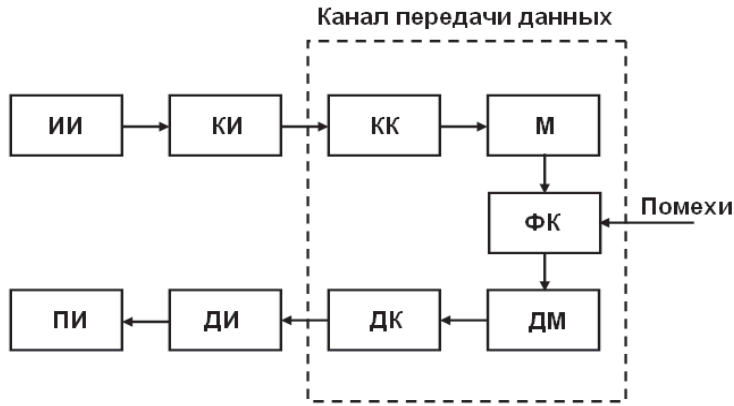 Канал передачи данных
ИИ
КИ
КК
М
ФК
Помехи
ПИ
ДИ
ДК
ДМ